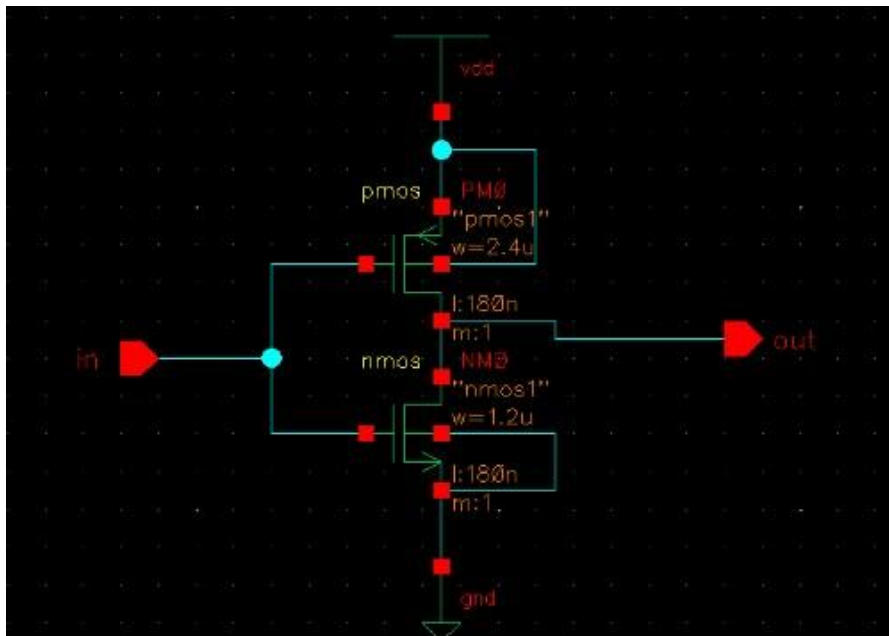 vdd
pmos PM0
"pmos1"
w=2.4u
l:180n
m:1
in
out
nmos NM0
"nmos1"
w=1.2u
l:180n
m:1
gnd